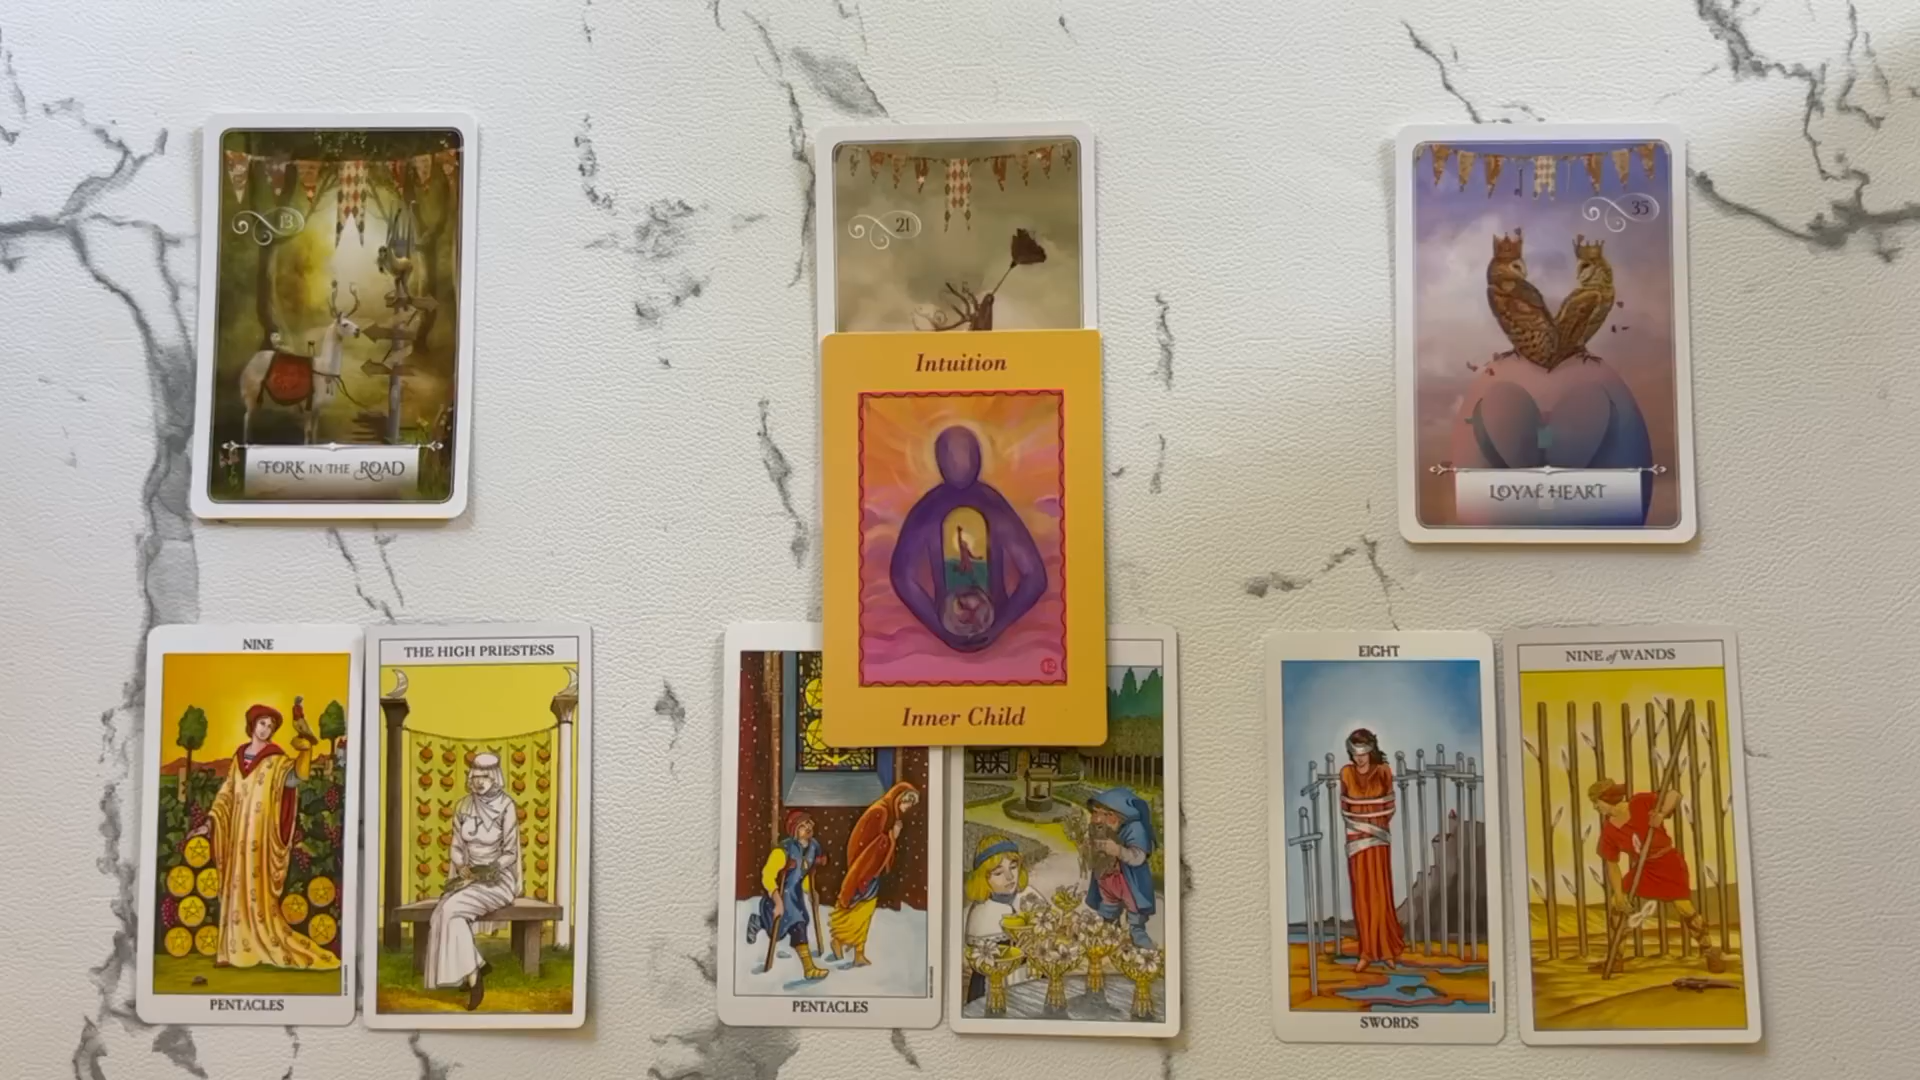 13
FORK IN THE ROAD
21
35
LOYAL HEART
Intuition
12
Inner Child
NINE
PENTACLES
THE HIGH PRIESTESS
PENTACLES
EIGHT
SWORDS
NINE of WANDS